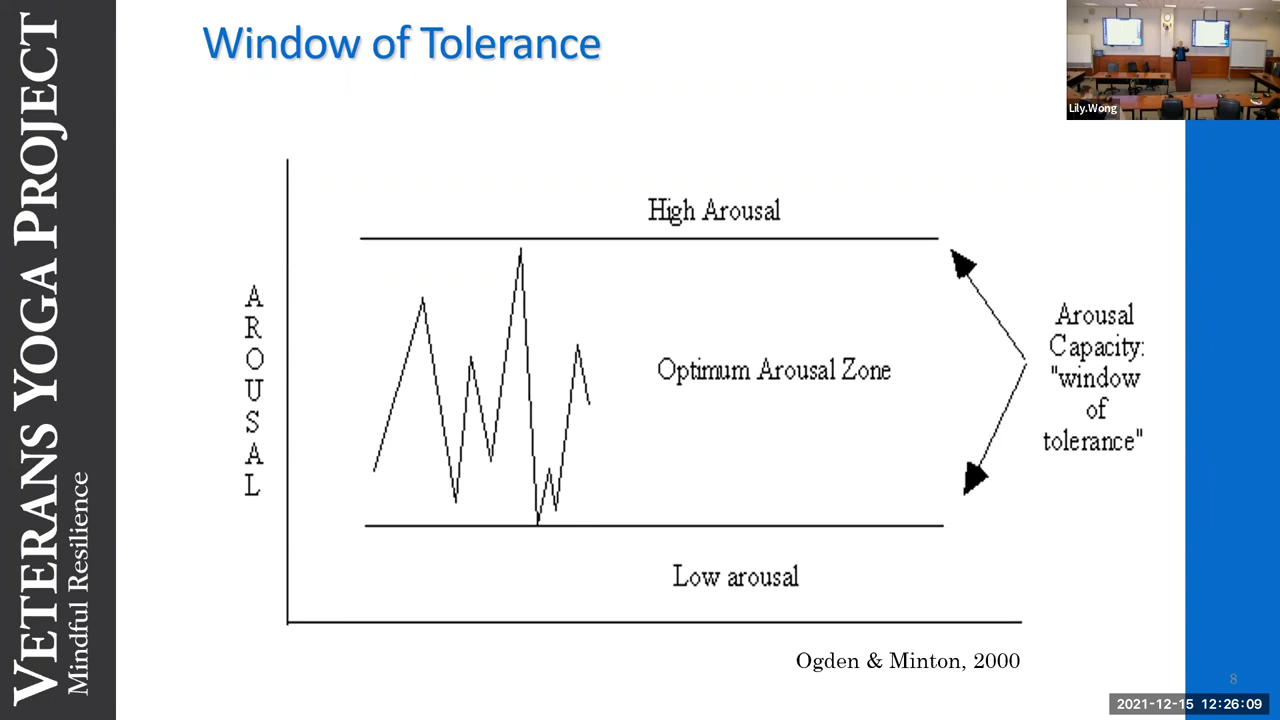 VETERANS YOGA PROJECT
Mindful Resilience
Window of Tolerance
Lily.Wong
High Arousal
AROUSAL
Optimum Arousal Zone
Arousal
Capacity:
"window
of
tolerance"
Low arousal
Ogden & Minton, 2000
8
2021-12-15 12:26:09